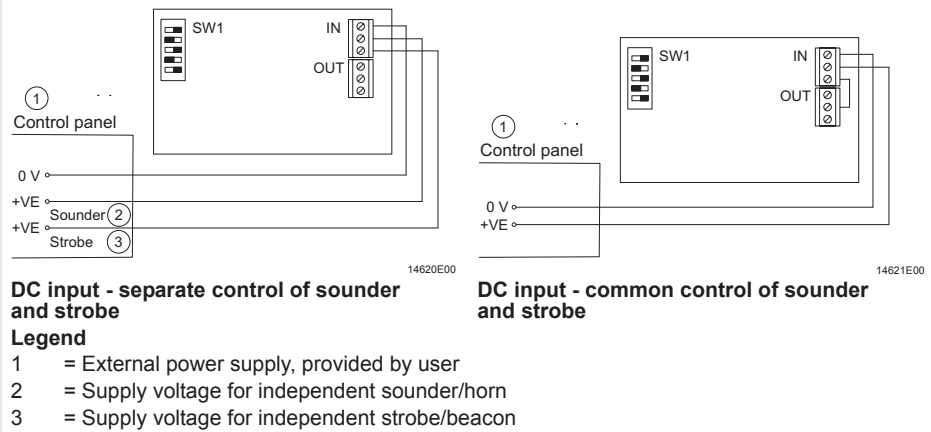 SW1
IN
OUT
1
Control panel
0 V
+VE
Sounder 2
+VE
Strobe 3
14620E00
DC input - separate control of sounder
and strobe
SW1
IN
OUT
1
Control panel
0 V
+VE
14621E00
DC input - common control of sounder
and strobe
Legend
1 = External power supply, provided by user
2 = Supply voltage for independent sounder/horn
3 = Supply voltage for independent strobe/beacon